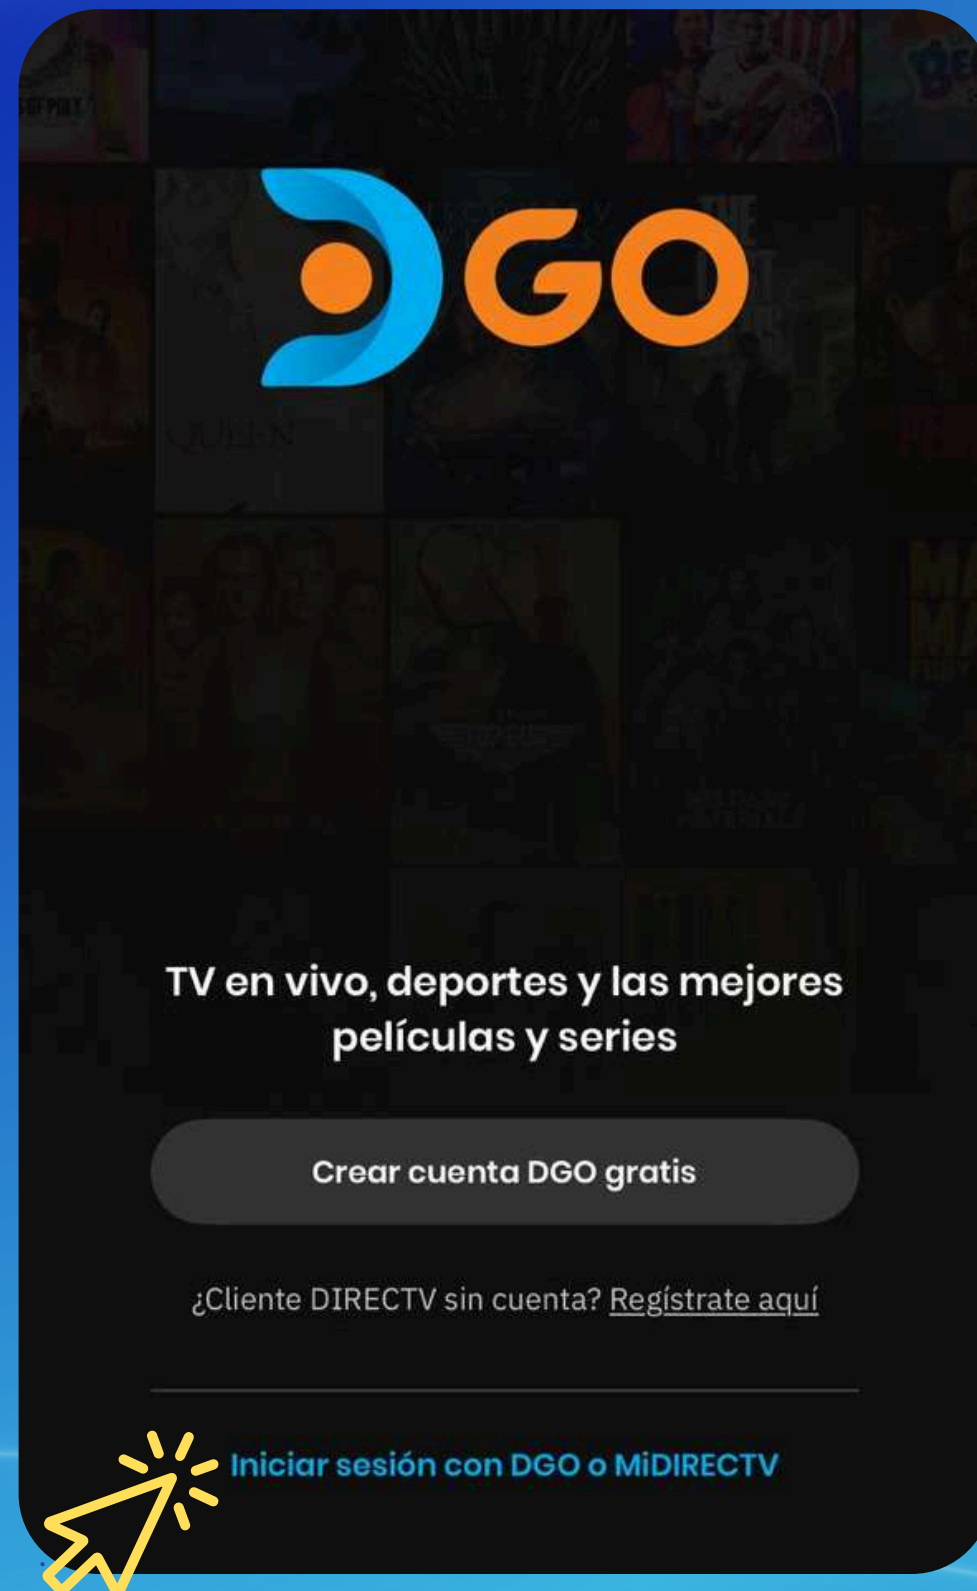 DGO
QUEEN
TV en vivo, deportes y las mejores
películas y series
Crear cuenta DGO gratis
¿Cliente DIRECTV sin cuenta? Regístrate aquí
Iniciar sesión con DGO o MiDIRECTV